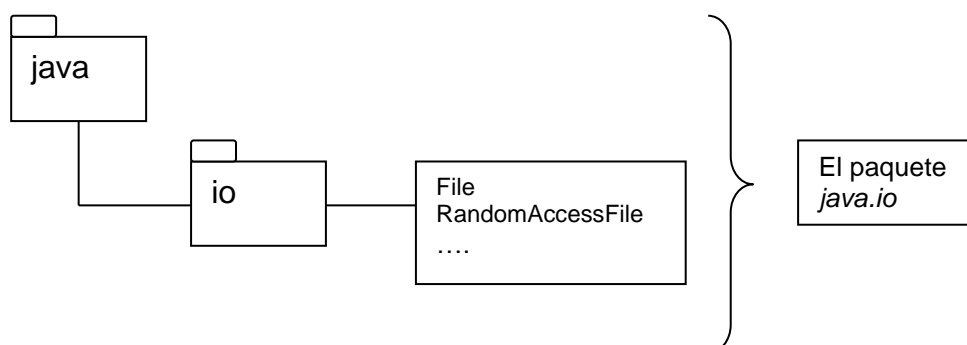 java
io
File
RandomAccessFile
….
El paquete
java.io